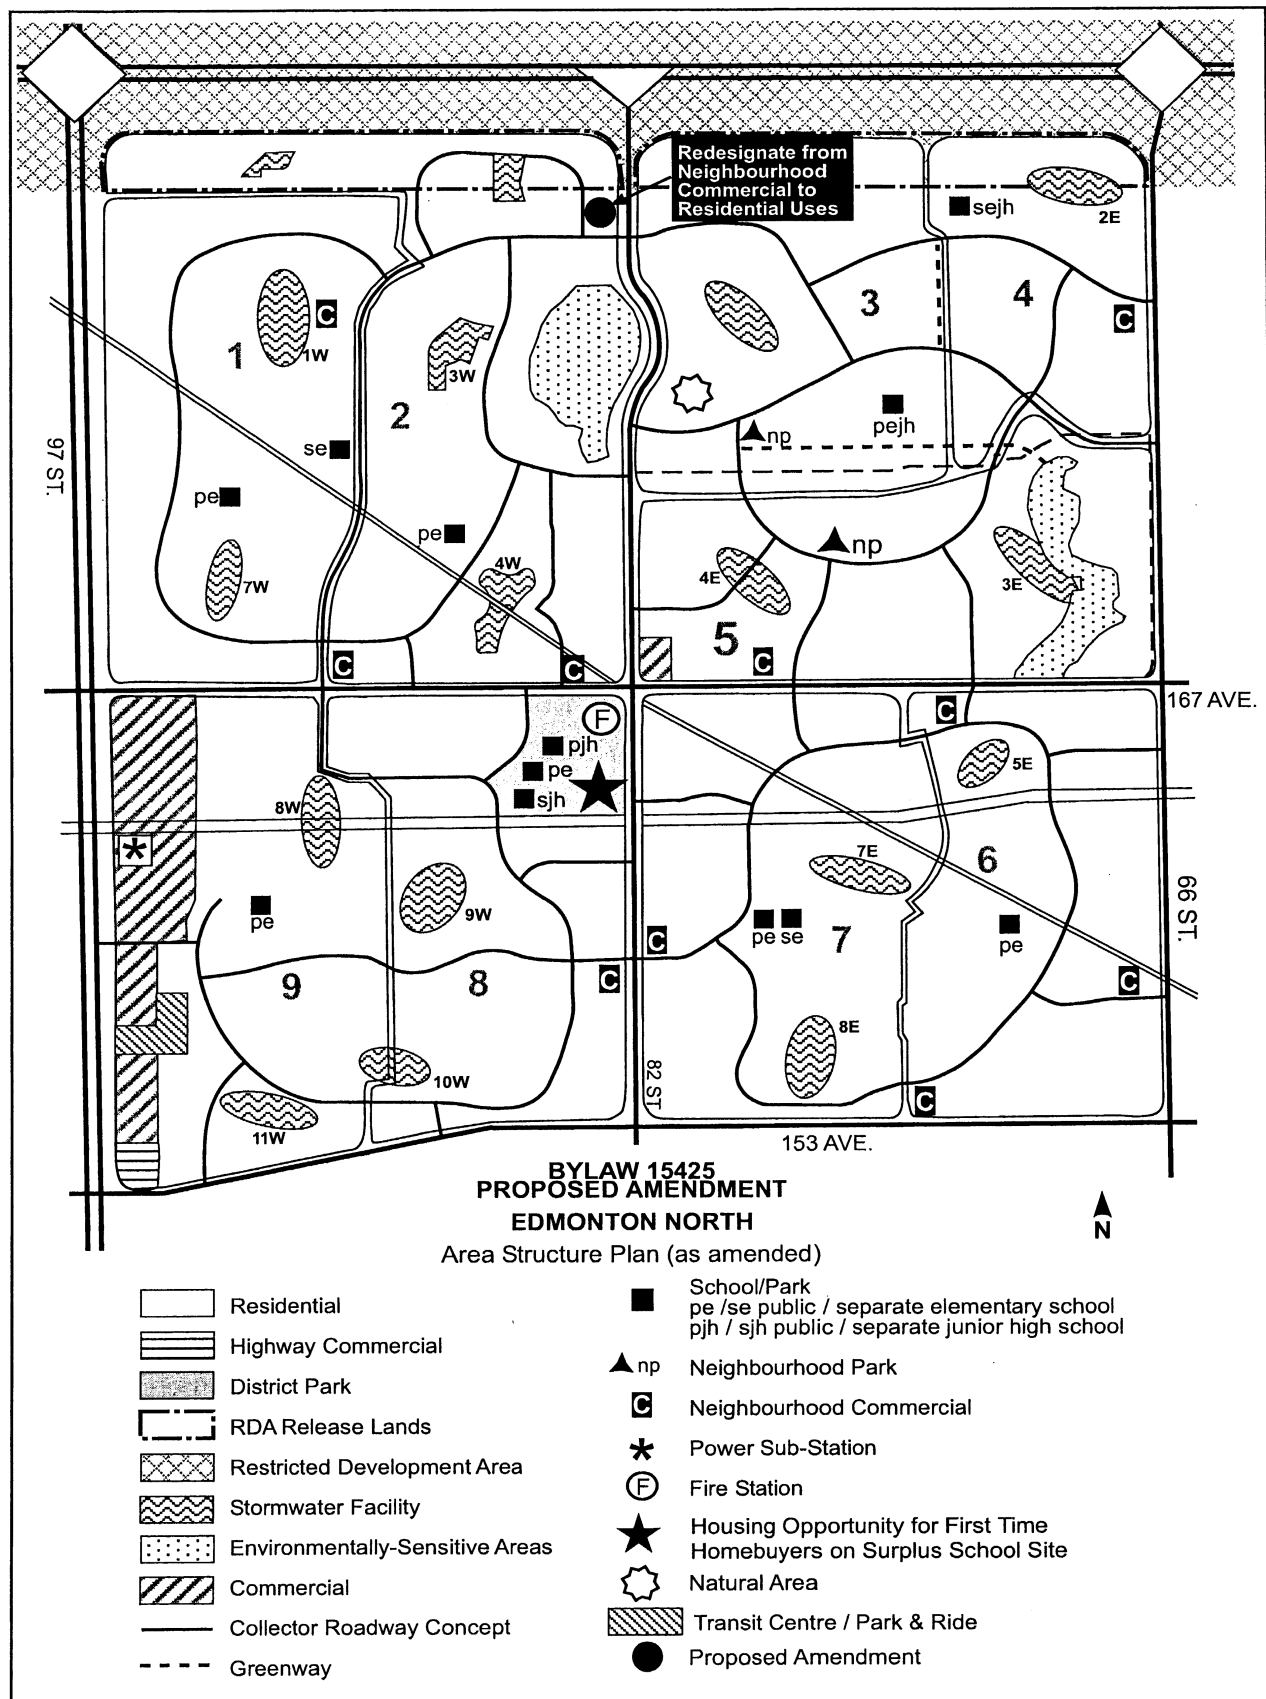 Redesignate from
Neighbourhood
Commercial to
Residential Uses
sejh
2E
3
4
C
C
1
1W
3W
2
se
pe
pe
7W
4W
np
pejh
np
4E
3E
5
C
C
C
97 ST.
167 AVE.
F
pjh
pe
sjh
C
5E
8W
7E
6
9W
pe
pe se
7
pe
66 ST.
C
C
C
9
8
8E
10W
82 ST
11W
C
153 AVE.
BYLAW 15425
PROPOSED AMENDMENT
EDMONTON NORTH
Area Structure Plan (as amended)
N
Residential
Highway Commercial
District Park
RDA Release Lands
Restricted Development Area
Stormwater Facility
Environmentally-Sensitive Areas
Commercial
Collector Roadway Concept
Greenway
School/Park
pe /se public / separate elementary school
pjh / sjh public / separate junior high school
np Neighbourhood Park
C Neighbourhood Commercial
Power Sub-Station
F Fire Station
Housing Opportunity for First Time
Homebuyers on Surplus School Site
Natural Area
Transit Centre / Park & Ride
Proposed Amendment